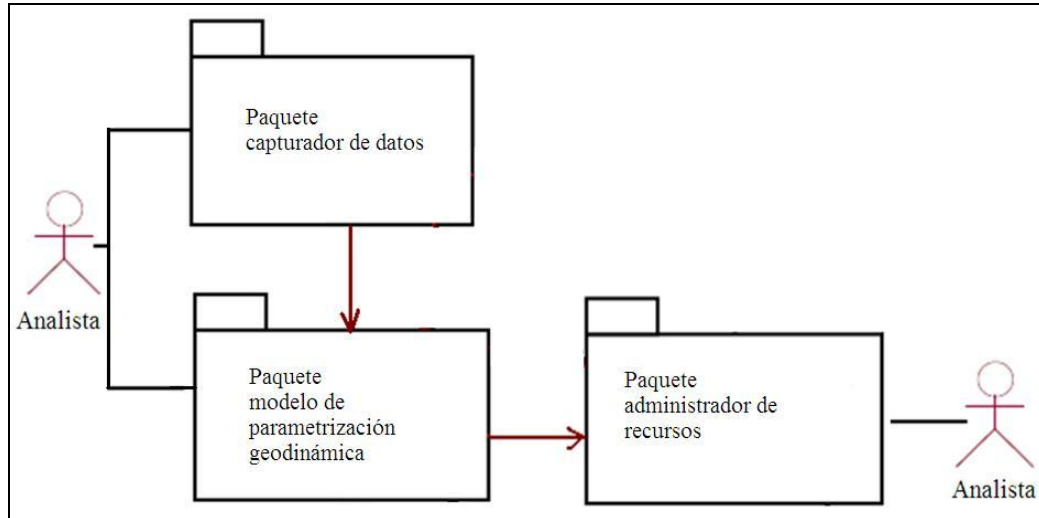 Paquete
capturador de datos
Analista
Paquete
modelo de
parametrización
geodinámica
Paquete
administrador de
recursos
Analista